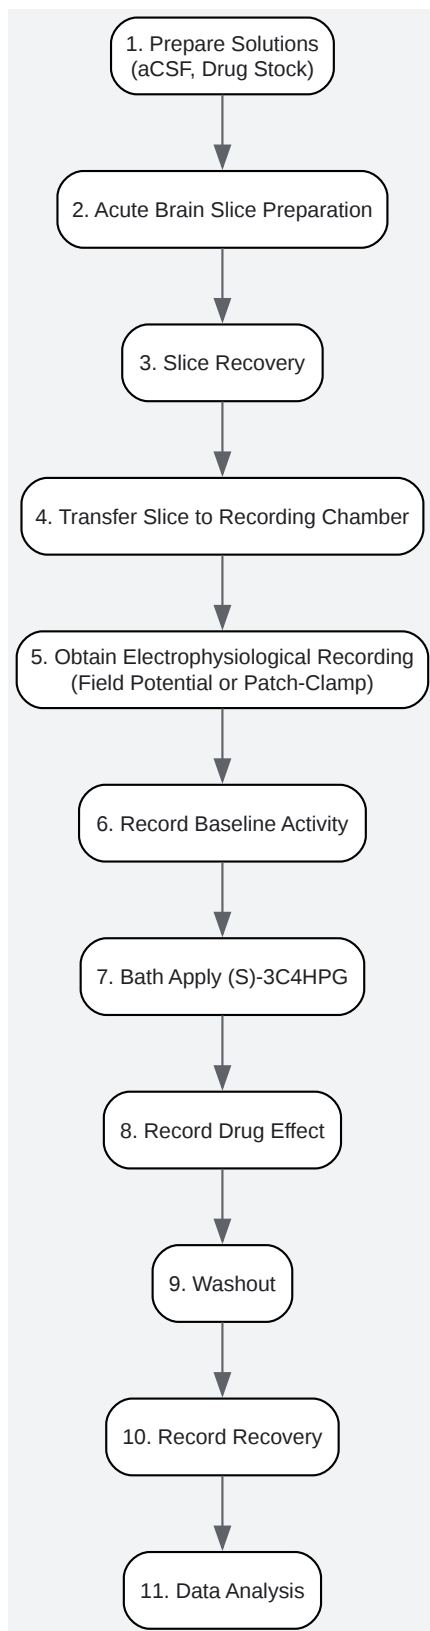 1. Prepare Solutions
(aCSF, Drug Stock)
2. Acute Brain Slice Preparation
3. Slice Recovery
4. Transfer Slice to Recording Chamber
5. Obtain Electrophysiological Recording
(Field Potential or Patch-Clamp)
6. Record Baseline Activity
7. Bath Apply (S)-3C4HPG
8. Record Drug Effect
9. Washout
10. Record Recovery
11. Data Analysis